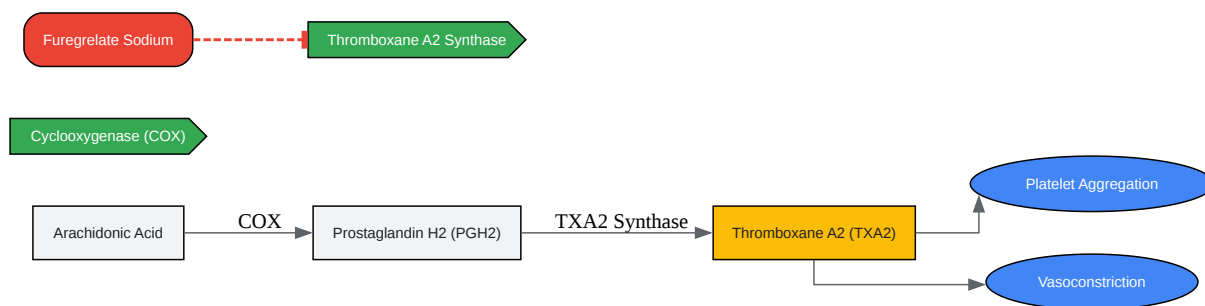 Furegrelate Sodium
Thromboxane A2 Synthase
Cyclooxygenase (COX)
Platelet Aggregation
Arachidonic Acid
COX
Prostaglandin H2 (PGH2)
TXA2 Synthase
Thromboxane A2 (TXA2)
Vasoconstriction